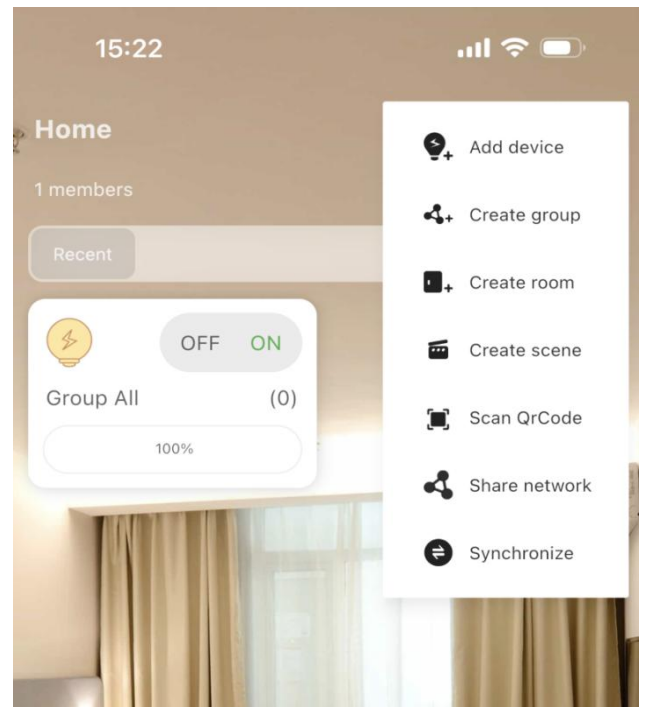 15:22
Home
1 members
Recent
OFF ON
Group All (0)
100%
Add device
Create group
Create room
Create scene
Scan QrCode
Share network
Synchronize